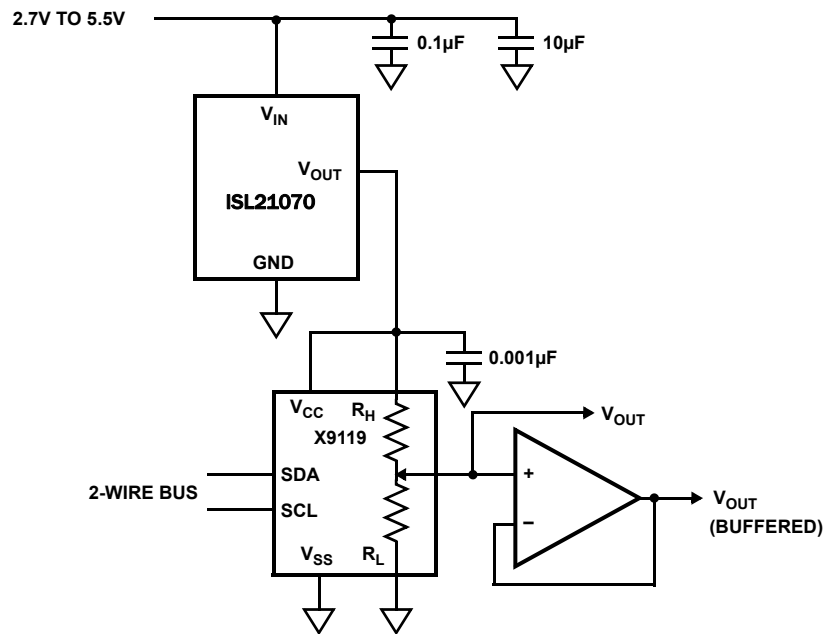 2.7V TO 5.5V
0.1µF
10µF
VIN
VOUT
ISL21070
GND
0.001µF
VCC
RH
X9119
VOUT
SDA
+
2-WIRE BUS
SCL
−
VOUT
(BUFFERED)
VSS
RL